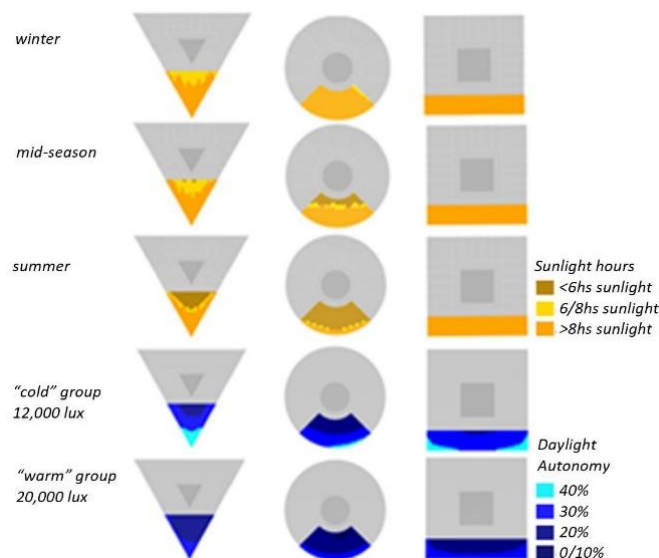 winter
mid-season
summer
Sunlight hours
<6hs sunlight
6/8hs sunlight
>8hs sunlight
“cold” group
12,000 lux
Daylight
Autonomy
40%
30%
20%
0/10%
“warm” group
20,000 lux